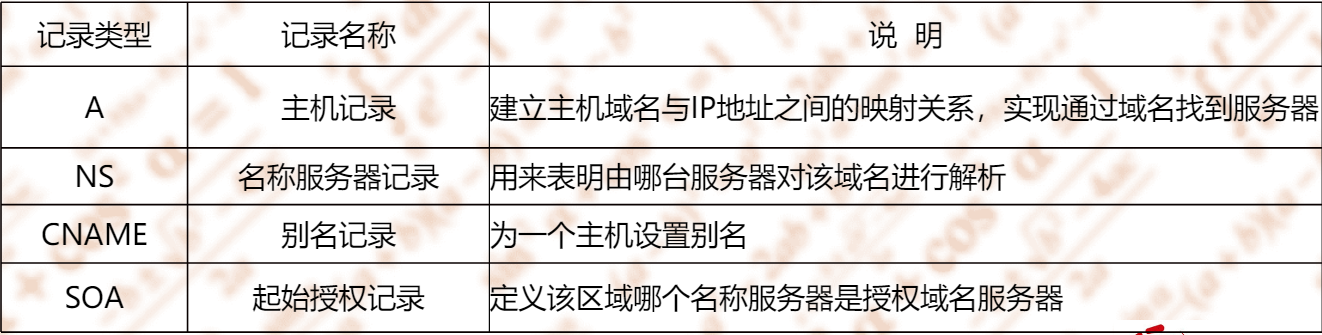 记录类型 记录名称 说 明
A 主机记录 建立主机域名与IP地址之间的映射关系，实现通过域名找到服务器
NS 名称服务器记录 用来表明由哪台服务器对该域名进行解析
CNAME 别名记录 为一个主机设置别名
SOA 起始授权记录 定义该区域哪个名称服务器是授权域名服务器